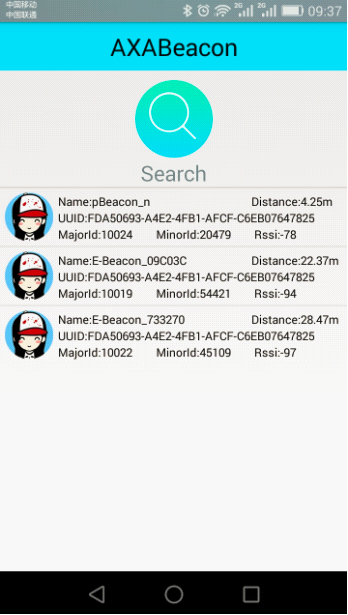 中国移动
中国联通
2G 2G 09:37
AXABeacon
Search
Name:pBeacon_n Distance:4.25m
UUID:FDA50693-A4E2-4FB1-AFCF-C6EB07647825
MajorId:10024 MinorId:20479 Rssi:-78
Name:E-Beacon_09C03C Distance:22.37m
UUID:FDA50693-A4E2-4FB1-AFCF-C6EB07647825
MajorId:10019 MinorId:54421 Rssi:-94
Name:E-Beacon_733270 Distance:28.47m
UUID:FDA50693-A4E2-4FB1-AFCF-C6EB07647825
MajorId:10022 MinorId:45109 Rssi:-97